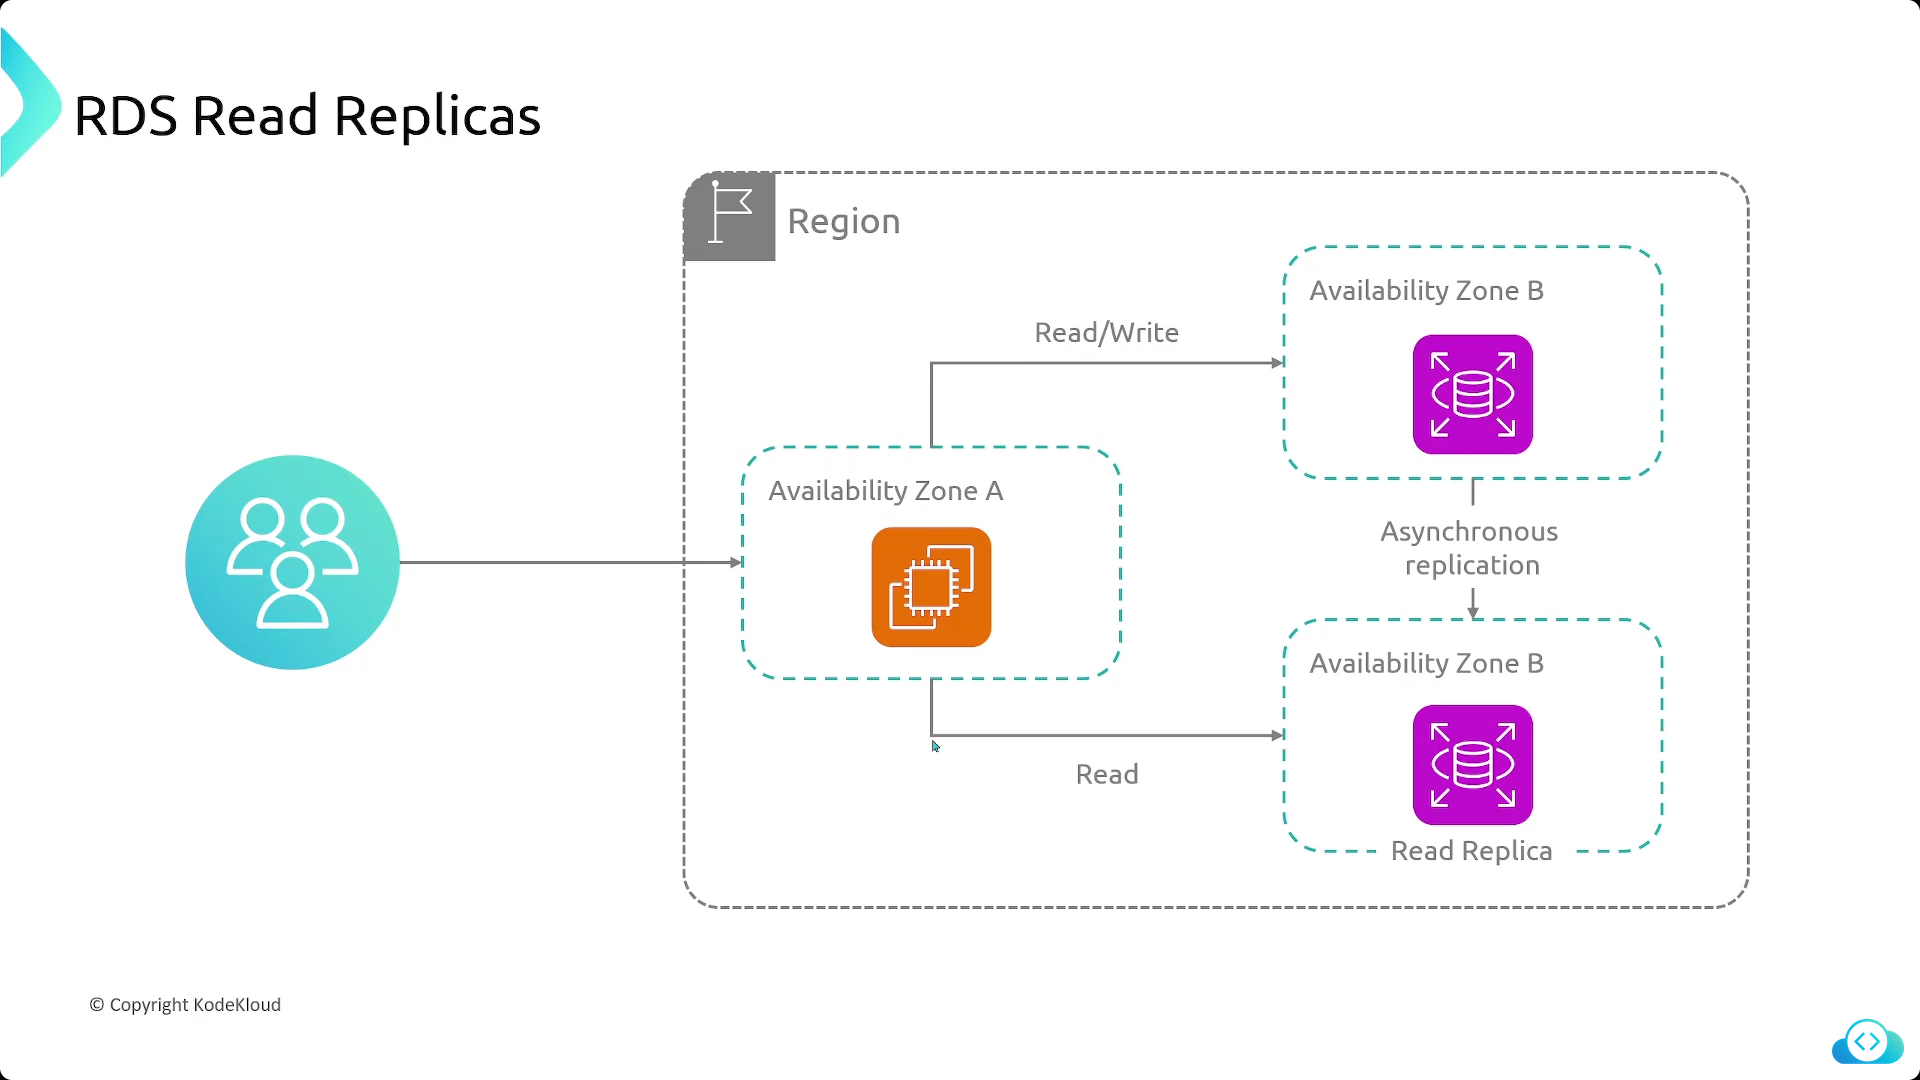 RDS Read Replicas
Region
Availability Zone B
Read/Write
Availability Zone A
Asynchronous
replication
Availability Zone B
Read
Read Replica
© Copyright KodeKloud